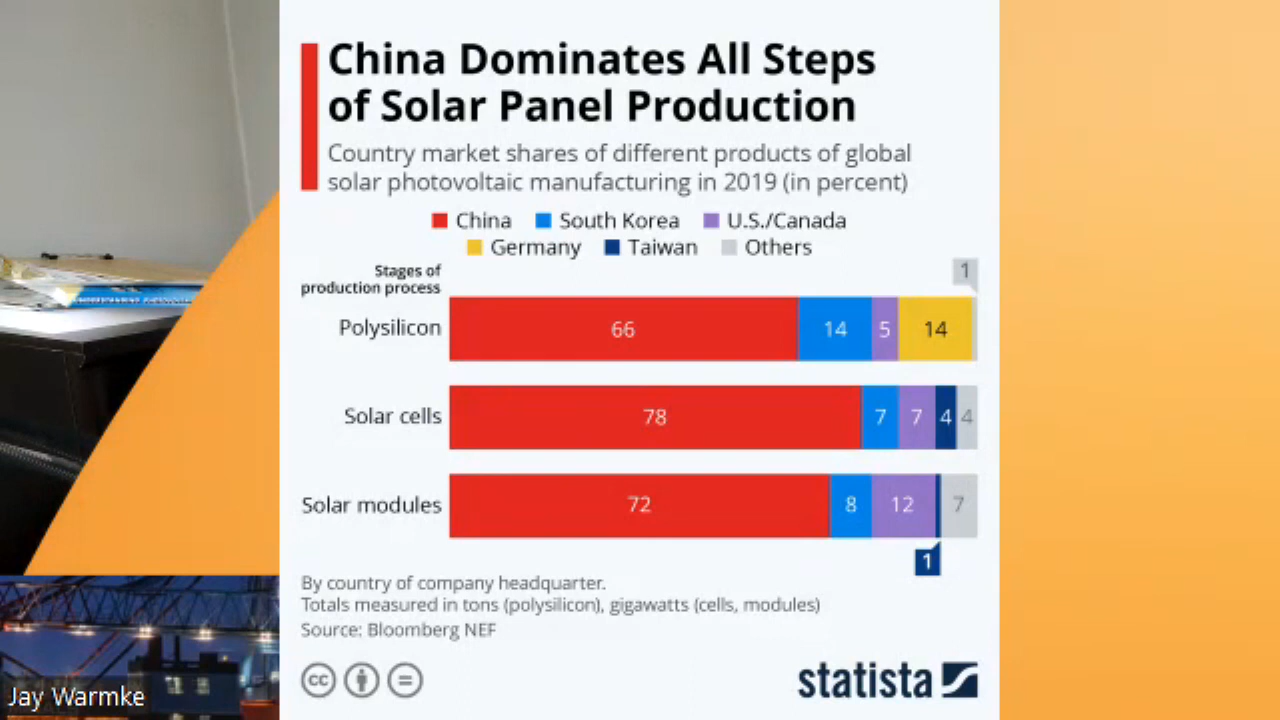 China Dominates All Steps
of Solar Panel Production
Country market shares of different products of global
solar photovoltaic manufacturing in 2019 (in percent)
China South Korea U.S./Canada
Germany Taiwan Others
Stages of
production process
1
Polysilicon 66 14 5 14
Solar cells 78 7 7 4 4
Solar modules 72 8 12 7
1
By country of company headquarter.
Totals measured in tons (polysilicon), gigawatts (cells, modules)
Source: Bloomberg NEF
cc
statista
Jay Warmke